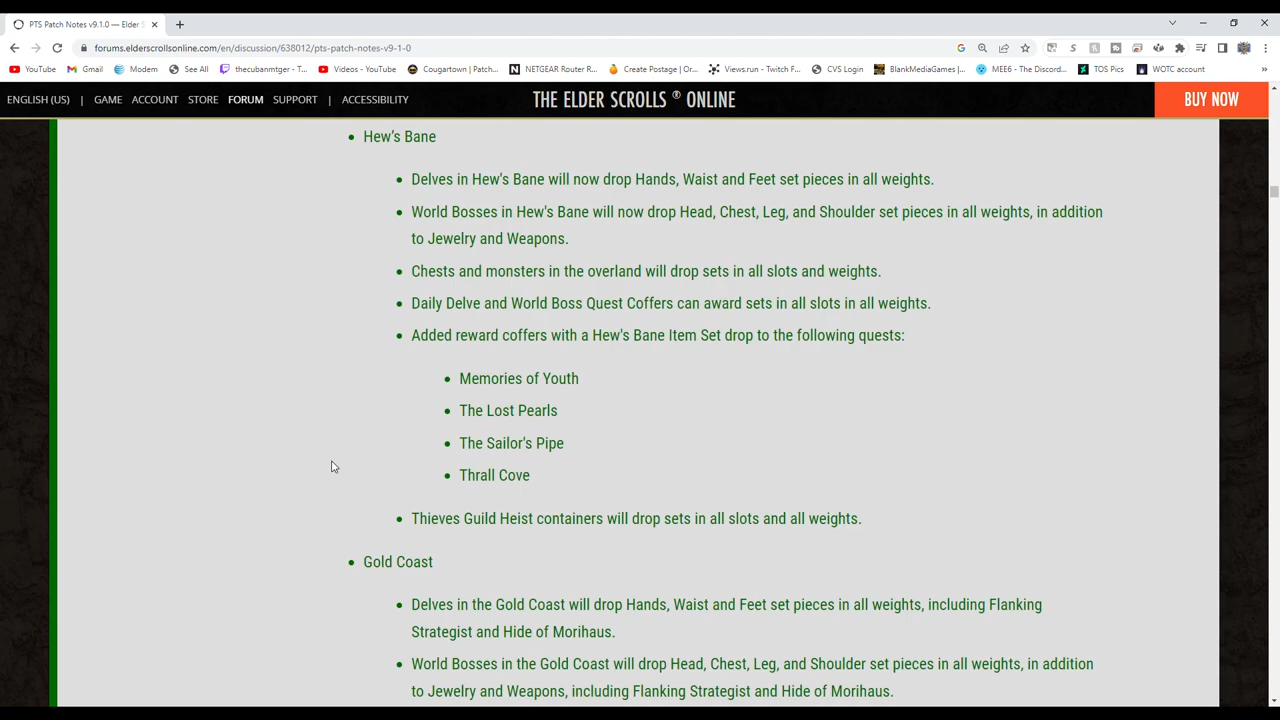 PTS Patch Notes v9.1.0 — Elder S
forums.elderscrollsonline.com/en/discussion/638012/pts-patch-notes-v9-1-0
YouTube Gmail Modem See All thecubanmtger - T... Videos - YouTube Cougartown | Patch... NETGEAR Router R... Create Postage | Or... Views.run - Twitch F... CVS Login BlankMediaGames |... MEE6 - The Discord... TOS Pics WOTC account »
ENGLISH (US) | GAME ACCOUNT STORE FORUM SUPPORT | ACCESSIBILITY THE ELDER SCROLLS ® ONLINE BUY NOW
• Hew's Bane
• Delves in Hew's Bane will now drop Hands, Waist and Feet set pieces in all weights.
• World Bosses in Hew's Bane will now drop Head, Chest, Leg, and Shoulder set pieces in all weights, in addition
to Jewelry and Weapons.
• Chests and monsters in the overland will drop sets in all slots and weights.
• Daily Delve and World Boss Quest Coffers can award sets in all slots in all weights.
• Added reward coffers with a Hew's Bane Item Set drop to the following quests:
• Memories of Youth
• The Lost Pearls
• The Sailor's Pipe
• Thrall Cove
• Thieves Guild Heist containers will drop sets in all slots and all weights.
• Gold Coast
• Delves in the Gold Coast will drop Hands, Waist and Feet set pieces in all weights, including Flanking
Strategist and Hide of Morihaus.
• World Bosses in the Gold Coast will drop Head, Chest, Leg, and Shoulder set pieces in all weights, in addition
to Jewelry and Weapons, including Flanking Strategist and Hide of Morihaus.